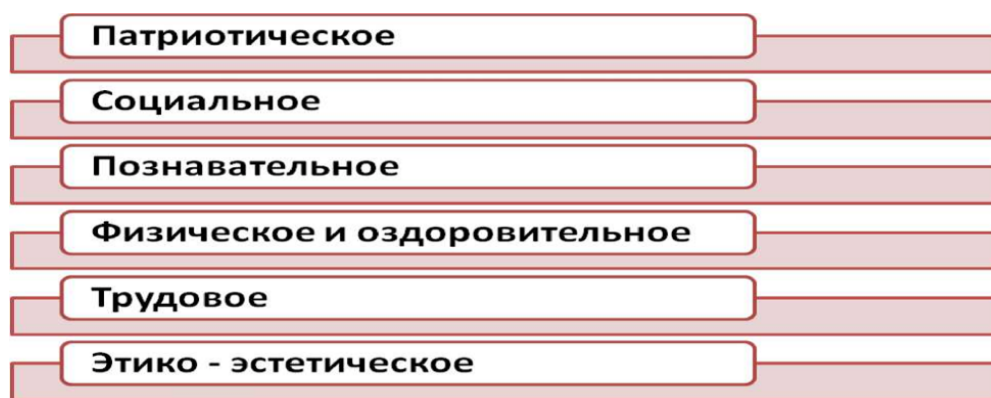 Патриотическое
Социальное
Познавательное
Физическое и оздоровительное
Трудовое
Этико - эстетическое